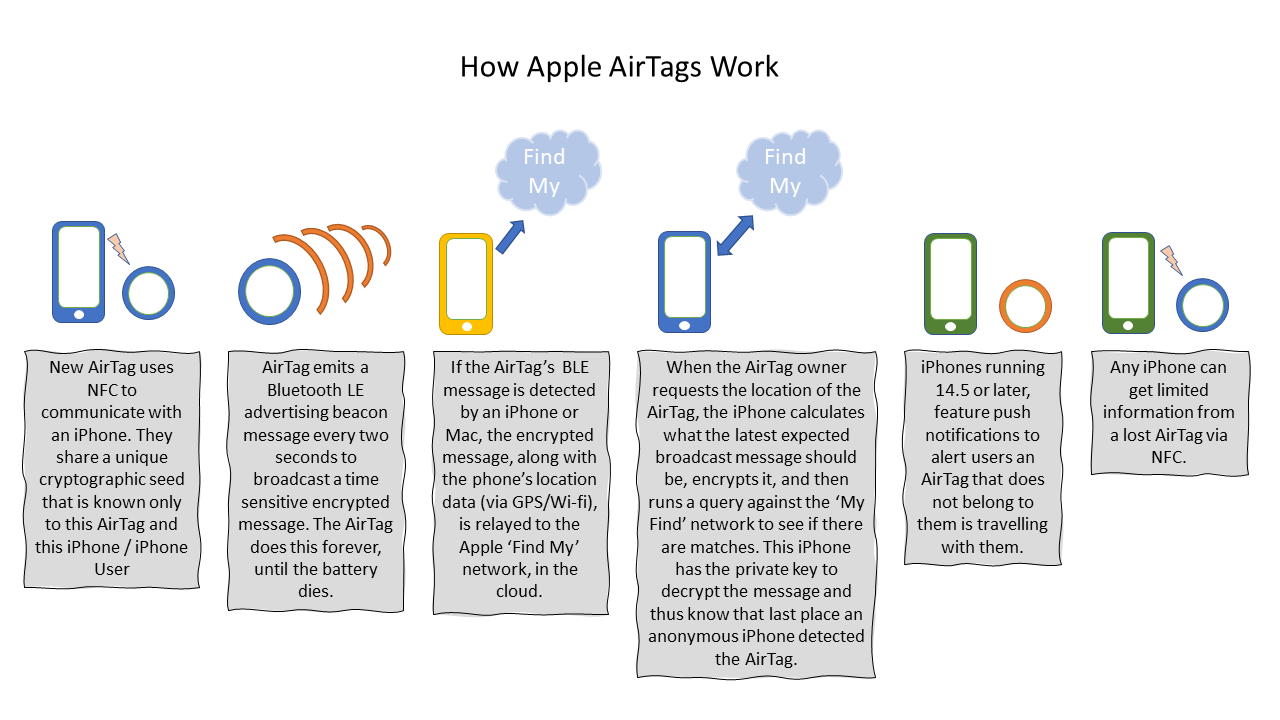 How Apple AirTags Work
Find
My
Find
My
New AirTag uses
NFC to
communicate with
an iPhone. They
share a unique
cryptographic seed
that is known only
to this AirTag and
this iPhone / iPhone
User
AirTag emits a
Bluetooth LE
advertising beacon
message every two
seconds to
broadcast a time
sensitive encrypted
message. The AirTag
does this forever,
until the battery
dies.
If the AirTag’s BLE
message is detected
by an iPhone or
Mac, the encrypted
message, along with
the phone’s location
data (via GPS/Wi-fi),
is relayed to the
Apple ‘Find My’
network, in the
cloud.
When the AirTag owner
requests the location of the
AirTag, the iPhone calculates
what the latest expected
broadcast message should
be, encrypts it, and then
runs a query against the ‘My
Find’ network to see if there
are matches. This iPhone
has the private key to
decrypt the message and
thus know that last place an
anonymous iPhone detected
the AirTag.
iPhones running
14.5 or later,
feature push
notifications to
alert users an
AirTag that does
not belong to
them is travelling
with them.
Any iPhone can
get limited
information from
a lost AirTag via
NFC.